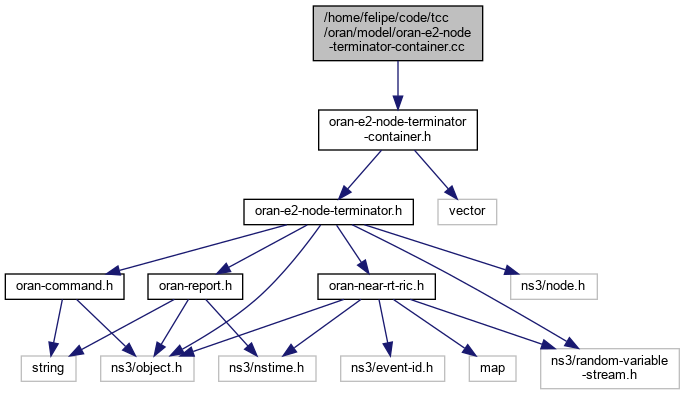 /home/felipe/code/tcc
/oran/model/oran-e2-node
-terminator-container.cc
oran-e2-node-terminator
-container.h
oran-e2-node-terminator.h
vector
oran-command.h
oran-report.h
oran-near-rt-ric.h
ns3/node.h
string
ns3/object.h
ns3/nstime.h
ns3/event-id.h
map
ns3/random-variable
-stream.h